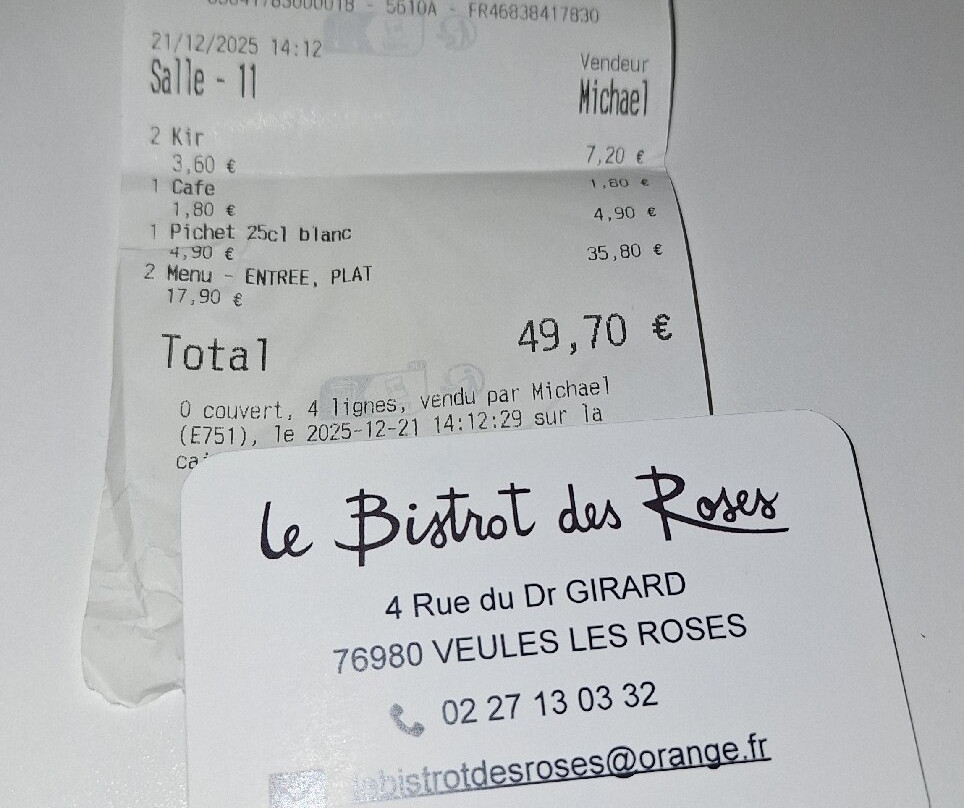 - 5610A - FR46838417830
21/12/2025 14:12
Vendeur
Salle - 11
Michael
2 Kir
3,60 € 7,20 €
1 Cafe 1,80 €
1,80 €
1 Pichet 25cl blanc 4,90 €
4,90 €
2 Menu - ENTREE, PLAT 35,80 €
17,90 €
Total 49,70 €
0 couvert, 4 lignes, vendu par Michael
(E751), le 2025-12-21 14:12:29 sur la
le Bistrot des Roses
4 Rue du Dr GIRARD
76980 VEULES LES ROSES
02 27 13 03 32
lebistrotdesroses@orange.fr